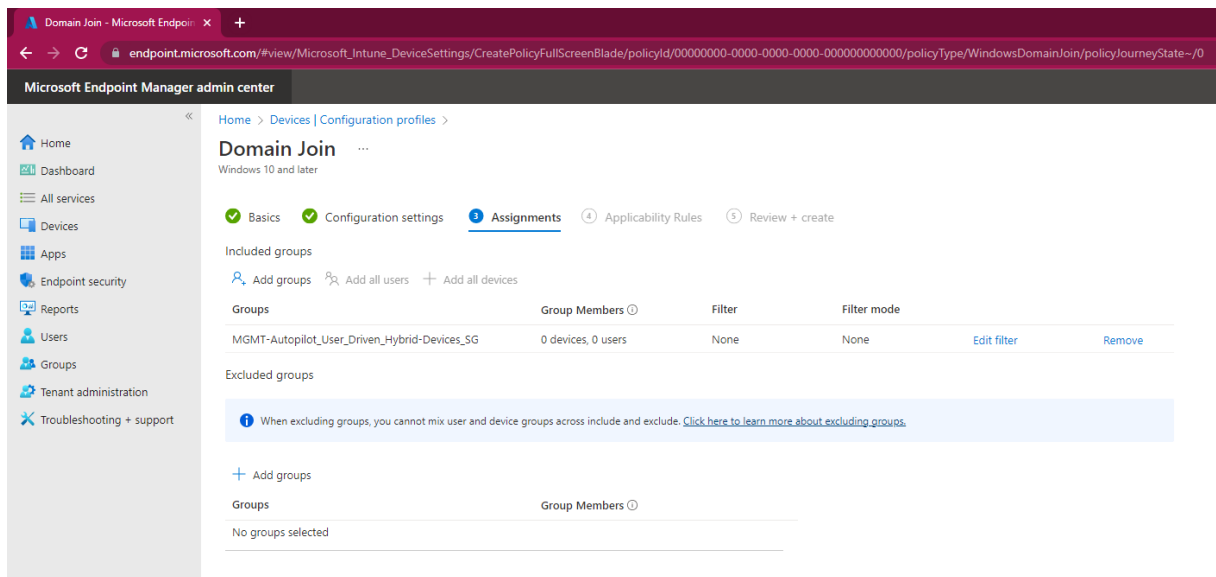 Domain Join - Microsoft Endpoin
endpoint.microsoft.com/#view/Microsoft_Intune_DeviceSettings/CreatePolicyFullScreenBlade/policyId/00000000-0000-0000-0000-000000000000/policyType/WindowsDomainJoin/policyJourneyState~/0
Microsoft Endpoint Manager admin center
Home > Devices | Configuration profiles >
Domain Join ...
Windows 10 and later
Home
Dashboard
All services
Devices
Apps
Endpoint security
Reports
Users
Groups
Tenant administration
Troubleshooting + support
Basics Configuration settings 3 Assignments 4 Applicability Rules 5 Review + create
Included groups
Add groups Add all users + Add all devices
Groups Group Members Filter Filter mode
MGMT-Autopilot_User_Driven_Hybrid-Devices_SG 0 devices, 0 users None None Edit filter Remove
Excluded groups
When excluding groups, you cannot mix user and device groups across include and exclude. Click here to learn more about excluding groups.
+ Add groups
Groups Group Members
No groups selected